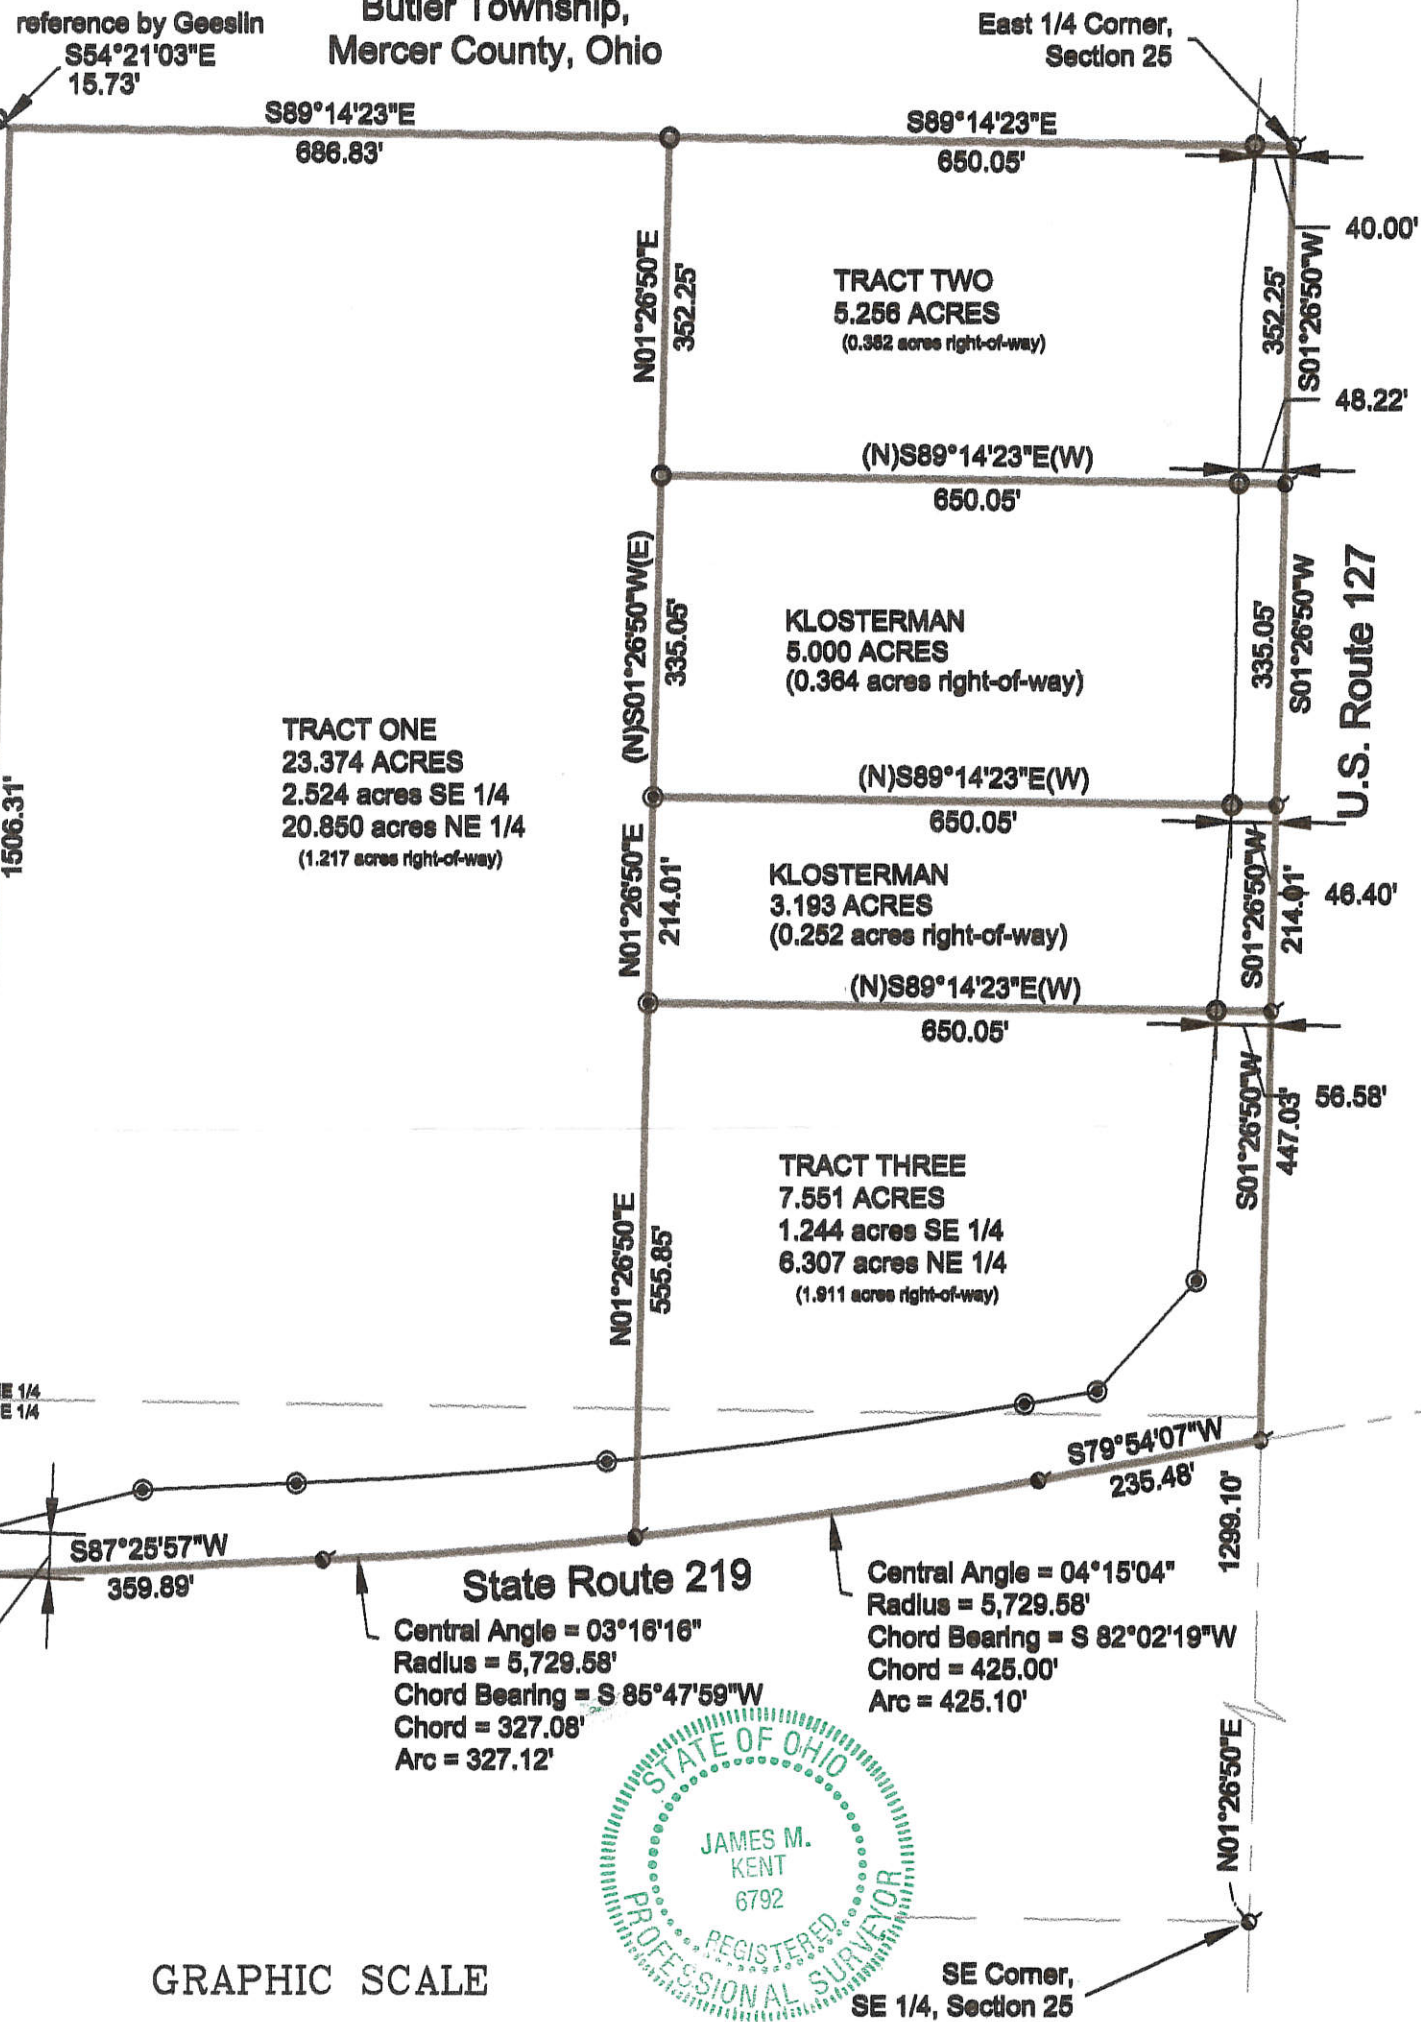 Butler Township,
Mercer County, Ohio
reference by Geeslin
S54°21'03"E
15.73'
East 1/4 Corner,
Section 25
S89°14'23"E
686.83'
S89°14'23"E
650.05'
40.00'
N01°26'50"E
352.25'
TRACT TWO
5.256 ACRES
(0.362 acres right-of-way)
352.25'
S01°26'50"W
48.22'
(N)S89°14'23"E(W)
650.05'
(N)S01°26'50"W(E)
335.05'
KLOSTERMAN
5.000 ACRES
(0.364 acres right-of-way)
335.05'
S01°26'50"W
U.S. Route 127
1506.31'
TRACT ONE
23.374 ACRES
2.524 acres SE 1/4
20.850 acres NE 1/4
(1.217 acres right-of-way)
(N)S89°14'23"E(W)
650.05'
N01°26'50"E
214.01'
KLOSTERMAN
3.193 ACRES
(0.252 acres right-of-way)
S01°26'50"W
214.01'
46.40'
(N)S89°14'23"E(W)
650.05'
56.58'
N01°26'50"E
555.85'
TRACT THREE
7.551 ACRES
1.244 acres SE 1/4
6.307 acres NE 1/4
(1.911 acres right-of-way)
S01°26'50"W
447.03'
E 1/4
E 1/4
S79°54'07"W
235.48'
S87°25'57"W
359.89'
State Route 219
Central Angle = 03°16'16"
Radius = 5,729.58'
Chord Bearing = S 85°47'59"W
Chord = 327.08'
Arc = 327.12'
Central Angle = 04°15'04"
Radius = 5,729.58'
Chord Bearing = S 82°02'19"W
Chord = 425.00'
Arc = 425.10'
1299.10'
N01°26'50"E
STATE OF OHIO
JAMES M.
KENT
6792
REGISTERED
PROFESSIONAL SURVEYOR
GRAPHIC SCALE
SE Corner,
SE 1/4, Section 25